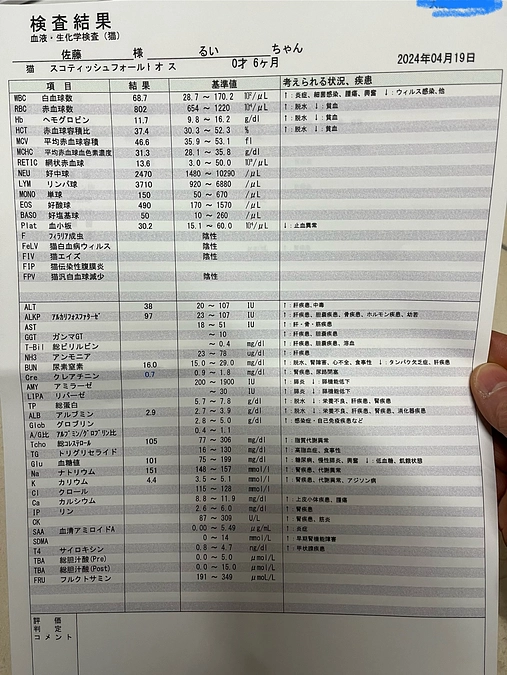 検査結果
血液・生化学検査（猫）
佐藤 様 るい ちゃん
猫 スコティッシュフォールド オス 0才 6ヶ月 2024年04月19日
項 目 結 果 基準値 考えられる状況、疾患
WBC 白血球数 68.7 28.7 ～ 170.2 10²/μL ↑：炎症、細菌感染、腫瘍、興奮 ↓：ウィルス感染、他
RBC 赤血球数 802 654 ～ 1220 10⁴/μL ↑：脱水 ↓：貧血
Hb ヘモグロビン 11.7 9.8 ～ 16.2 g/dl ↑：脱水 ↓：貧血
HCT 赤血球容積比 37.4 30.3 ～ 52.3 % ↑：脱水 ↓：貧血
MCV 平均赤血球容積 46.6 35.9 ～ 53.1 fl
MCHC 平均赤血球血色素濃度 31.3 28.1 ～ 35.8 g/dl
RETIC 網状赤血球 13.6 3.0 ～ 50.0 10³/μL
NEU 好中球 2470 1480 ～ 10290 /μL
LYM リンパ球 3710 920 ～ 6880 /μL
MONO 単球 150 50 ～ 670 /μL
EOS 好酸球 490 170 ～ 1570 /μL
BASO 好塩基球 50 10 ～ 260 /μL
Plat 血小板 30.2 15.1 ～ 60.0 10⁴/μL ↓：止血異常
F フィラリア成虫 陰性
FeLV 猫白血病ウィルス 陰性
FIV 猫エイズ 陰性
FIP 猫伝染性腹膜炎
FPV 猫汎白血球減少 陰性
ALT 38 20 ～ 107 IU ↑：肝疾患、中毒
ALKP アルカリフォスファターゼ 97 23 ～ 107 IU ↑：肝疾患、胆嚢疾患、骨疾患、ホルモン疾患、幼若
AST 18 ～ 51 IU ↑：肝・骨・筋疾患
GGT ガンマGT ～ 10 IU ↑：肝疾患、胆嚢疾患
T-Bil 総ビリルビン ～ 0.4 mg/dl ↑：肝疾患、胆嚢疾患、溶血
NH3 アンモニア 23 ～ 78 ug/dl ↑：肝疾患
BUN 尿素窒素 16.0 15.0 ～ 29.0 mg/dl ↑：脱水、腎障害、心不全、食事性 ↓：タンパク欠乏症、肝疾患
Cre クレアチニン 0.7 0.9 ～ 1.8 mg/dl ↑：腎疾患、尿路閉塞
AMY アミラーゼ 200 ～ 1900 IU ↑：膵炎 ↓：膵機能低下
LIPA リパーゼ ～ 30 IU ↑：膵炎 ↓：膵機能低下
TP 総蛋白 5.7 ～ 7.8 g/dl ↑：脱水 ↓：栄養不良、肝疾患、腎疾患
ALB アルブミン 2.9 2.7 ～ 3.9 g/dl ↑：脱水 ↓：栄養不良、肝疾患、腎疾患、消化器疾患
Glob グロブリン 2.8 ～ 5.0 g/dl ↑：感染症・自己免疫疾患など
A/G比 アルブミン/グロブリン比 0.4 ～ 1.1
Tcho 総コレステロール 105 77 ～ 306 mg/dl ↑：脂質代謝異常
TG トリグリセライド 16 ～ 130 mg/dl ↑：高脂血症、食事性
Glu 血糖値 101 75 ～ 199 mg/dl ↑：糖尿病、慢性膵炎、興奮 ↓：低血糖、飢餓状態
Na ナトリウム 151 148 ～ 157 mmol/l ↑：腎疾患、代謝異常
K カリウム 4.4 3.5 ～ 5.1 mmol/l ↑：腎疾患、代謝異常、アジソン病
Cl クロール 115 ～ 128 mmol/l
Ca カルシウム 8.8 ～ 11.9 mg/dl ↑：上皮小体疾患、腫瘍
IP リン 2.6 ～ 6.0 mg/dl ↑：腎疾患
CK 87 ～ 309 U/L ↑：腎疾患、筋炎
SAA 血清アミロイドA 0.00 ～ 5.49 μg/mL ↑：炎症
SDMA 0 ～ 14 nmol/L ↑：早期腎機能障害
T4 サイロキシン 0.8 ～ 4.7 ng/dl ↑：甲状腺疾患
TBA 総胆汁酸(Pre) 0.0 ～ 5.0 μmol/L
TBA 総胆汁酸(Post) 0.0 ～ 15.0 μmol/L
FRU フルクトサミン 191 ～ 349 μmoL/L
評 価
判 定
コメント